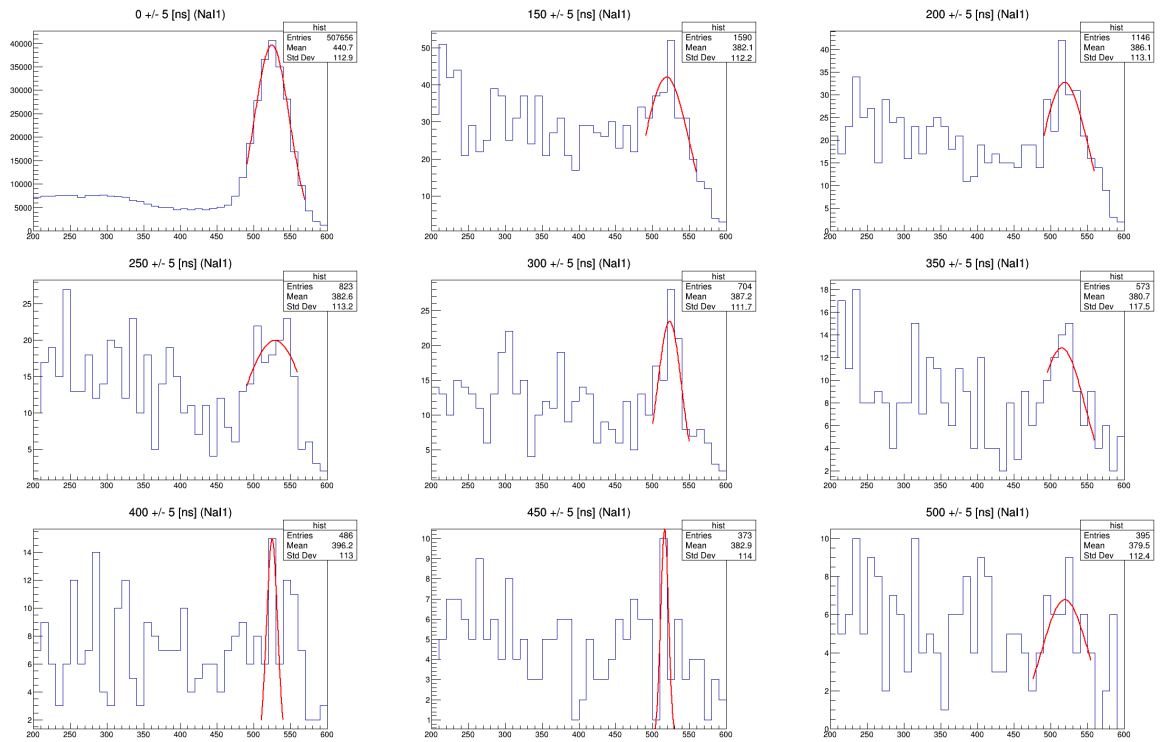 0 +/- 5 [ns] (NaI1)
hist
Entries 507656
Mean 440.7
Std Dev 112.9
40000
35000
30000
25000
20000
15000
10000
5000
0
200 250 300 350 400 450 500 550 600
150 +/- 5 [ns] (NaI1)
hist
Entries 1590
Mean 382.1
Std Dev 112.2
50
40
30
20
10
200 250 300 350 400 450 500 550 600
200 +/- 5 [ns] (NaI1)
hist
Entries 1146
Mean 386.1
Std Dev 113.1
40
35
30
25
20
15
10
5
0
200 250 300 350 400 450 500 550 600
250 +/- 5 [ns] (NaI1)
hist
Entries 823
Mean 382.6
Std Dev 113.2
25
20
15
10
5
200 250 300 350 400 450 500 550 600
300 +/- 5 [ns] (NaI1)
hist
Entries 704
Mean 387.2
Std Dev 111.7
25
20
15
10
5
200 250 300 350 400 450 500 550 600
350 +/- 5 [ns] (NaI1)
hist
Entries 573
Mean 380.7
Std Dev 117.5
18
16
14
12
10
8
6
4
2
200 250 300 350 400 450 500 550 600
400 +/- 5 [ns] (NaI1)
hist
Entries 486
Mean 396.2
Std Dev 113
14
12
10
8
6
4
2
200 250 300 350 400 450 500 550 600
450 +/- 5 [ns] (NaI1)
hist
Entries 373
Mean 382.9
Std Dev 114
10
9
8
7
6
5
4
3
2
1
200 250 300 350 400 450 500 550 600
500 +/- 5 [ns] (NaI1)
hist
Entries 395
Mean 379.5
Std Dev 112.4
10
8
6
4
2
0
200 250 300 350 400 450 500 550 600